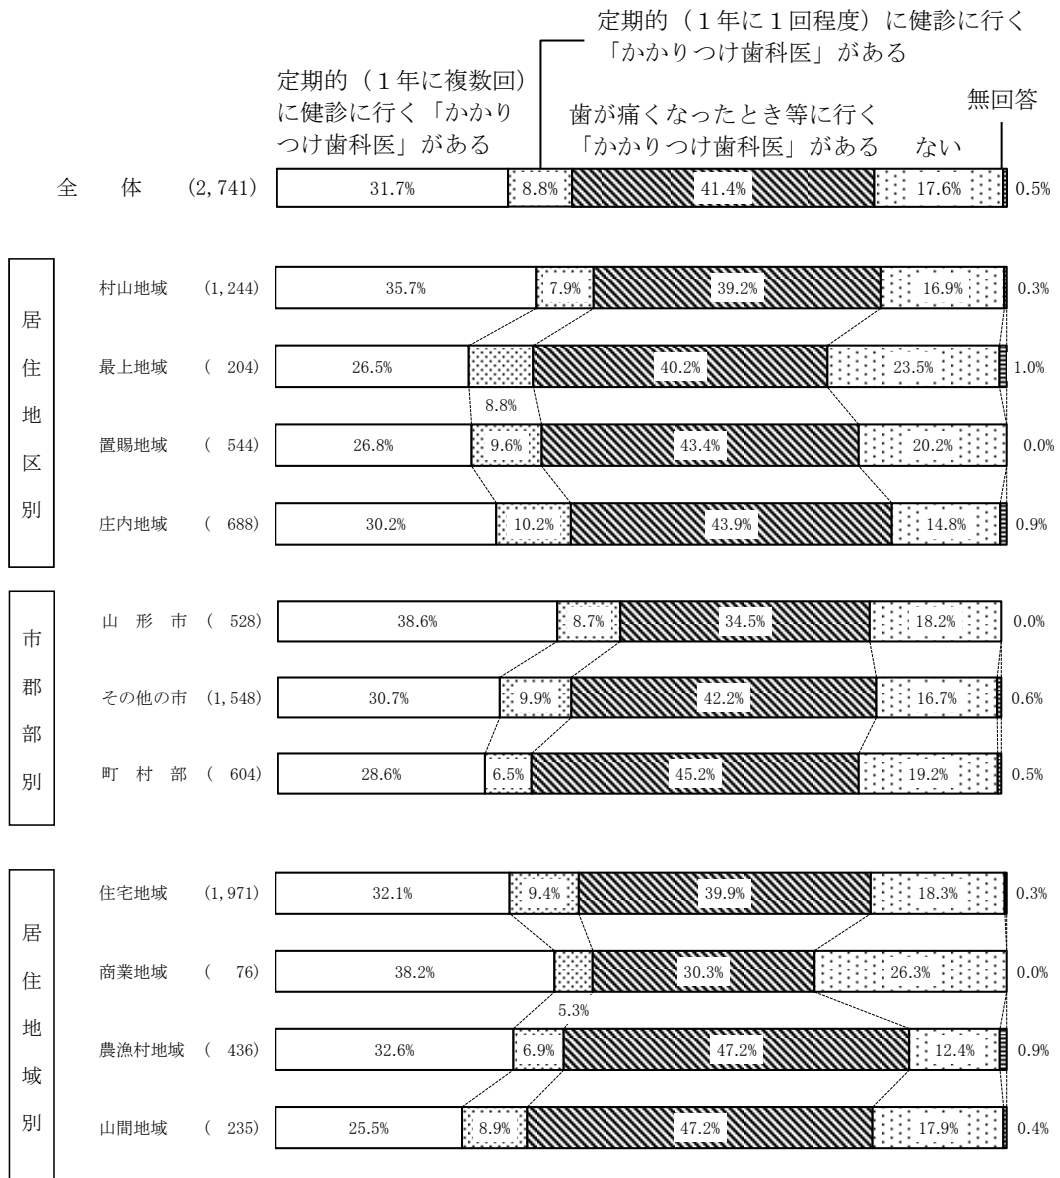 定期的（１年に１回程度）に健診に行く
「かかりつけ歯科医」がある
定期的（１年に複数回）
に健診に行く「かかり
つけ歯科医」がある
歯が痛くなったとき等に行く
「かかりつけ歯科医」がある
ない
無回答
全 体 (2,741) 31.7% 8.8% 41.4% 17.6% 0.5%
居住地区別
村山地域 (1,244) 35.7% 7.9% 39.2% 16.9% 0.3%
最上地域 ( 204) 26.5% 40.2% 23.5% 1.0%
8.8%
置賜地域 ( 544) 26.8% 9.6% 43.4% 20.2% 0.0%
庄内地域 ( 688) 30.2% 10.2% 43.9% 14.8% 0.9%
市郡部別
山 形 市 ( 528) 38.6% 8.7% 34.5% 18.2% 0.0%
その他の市 (1,548) 30.7% 9.9% 42.2% 16.7% 0.6%
町 村 部 ( 604) 28.6% 6.5% 45.2% 19.2% 0.5%
居住地域別
住宅地域 (1,971) 32.1% 9.4% 39.9% 18.3% 0.3%
商業地域 ( 76) 38.2% 30.3% 26.3% 0.0%
5.3%
農漁村地域 ( 436) 32.6% 6.9% 47.2% 12.4% 0.9%
山間地域 ( 235) 25.5% 8.9% 47.2% 17.9% 0.4%